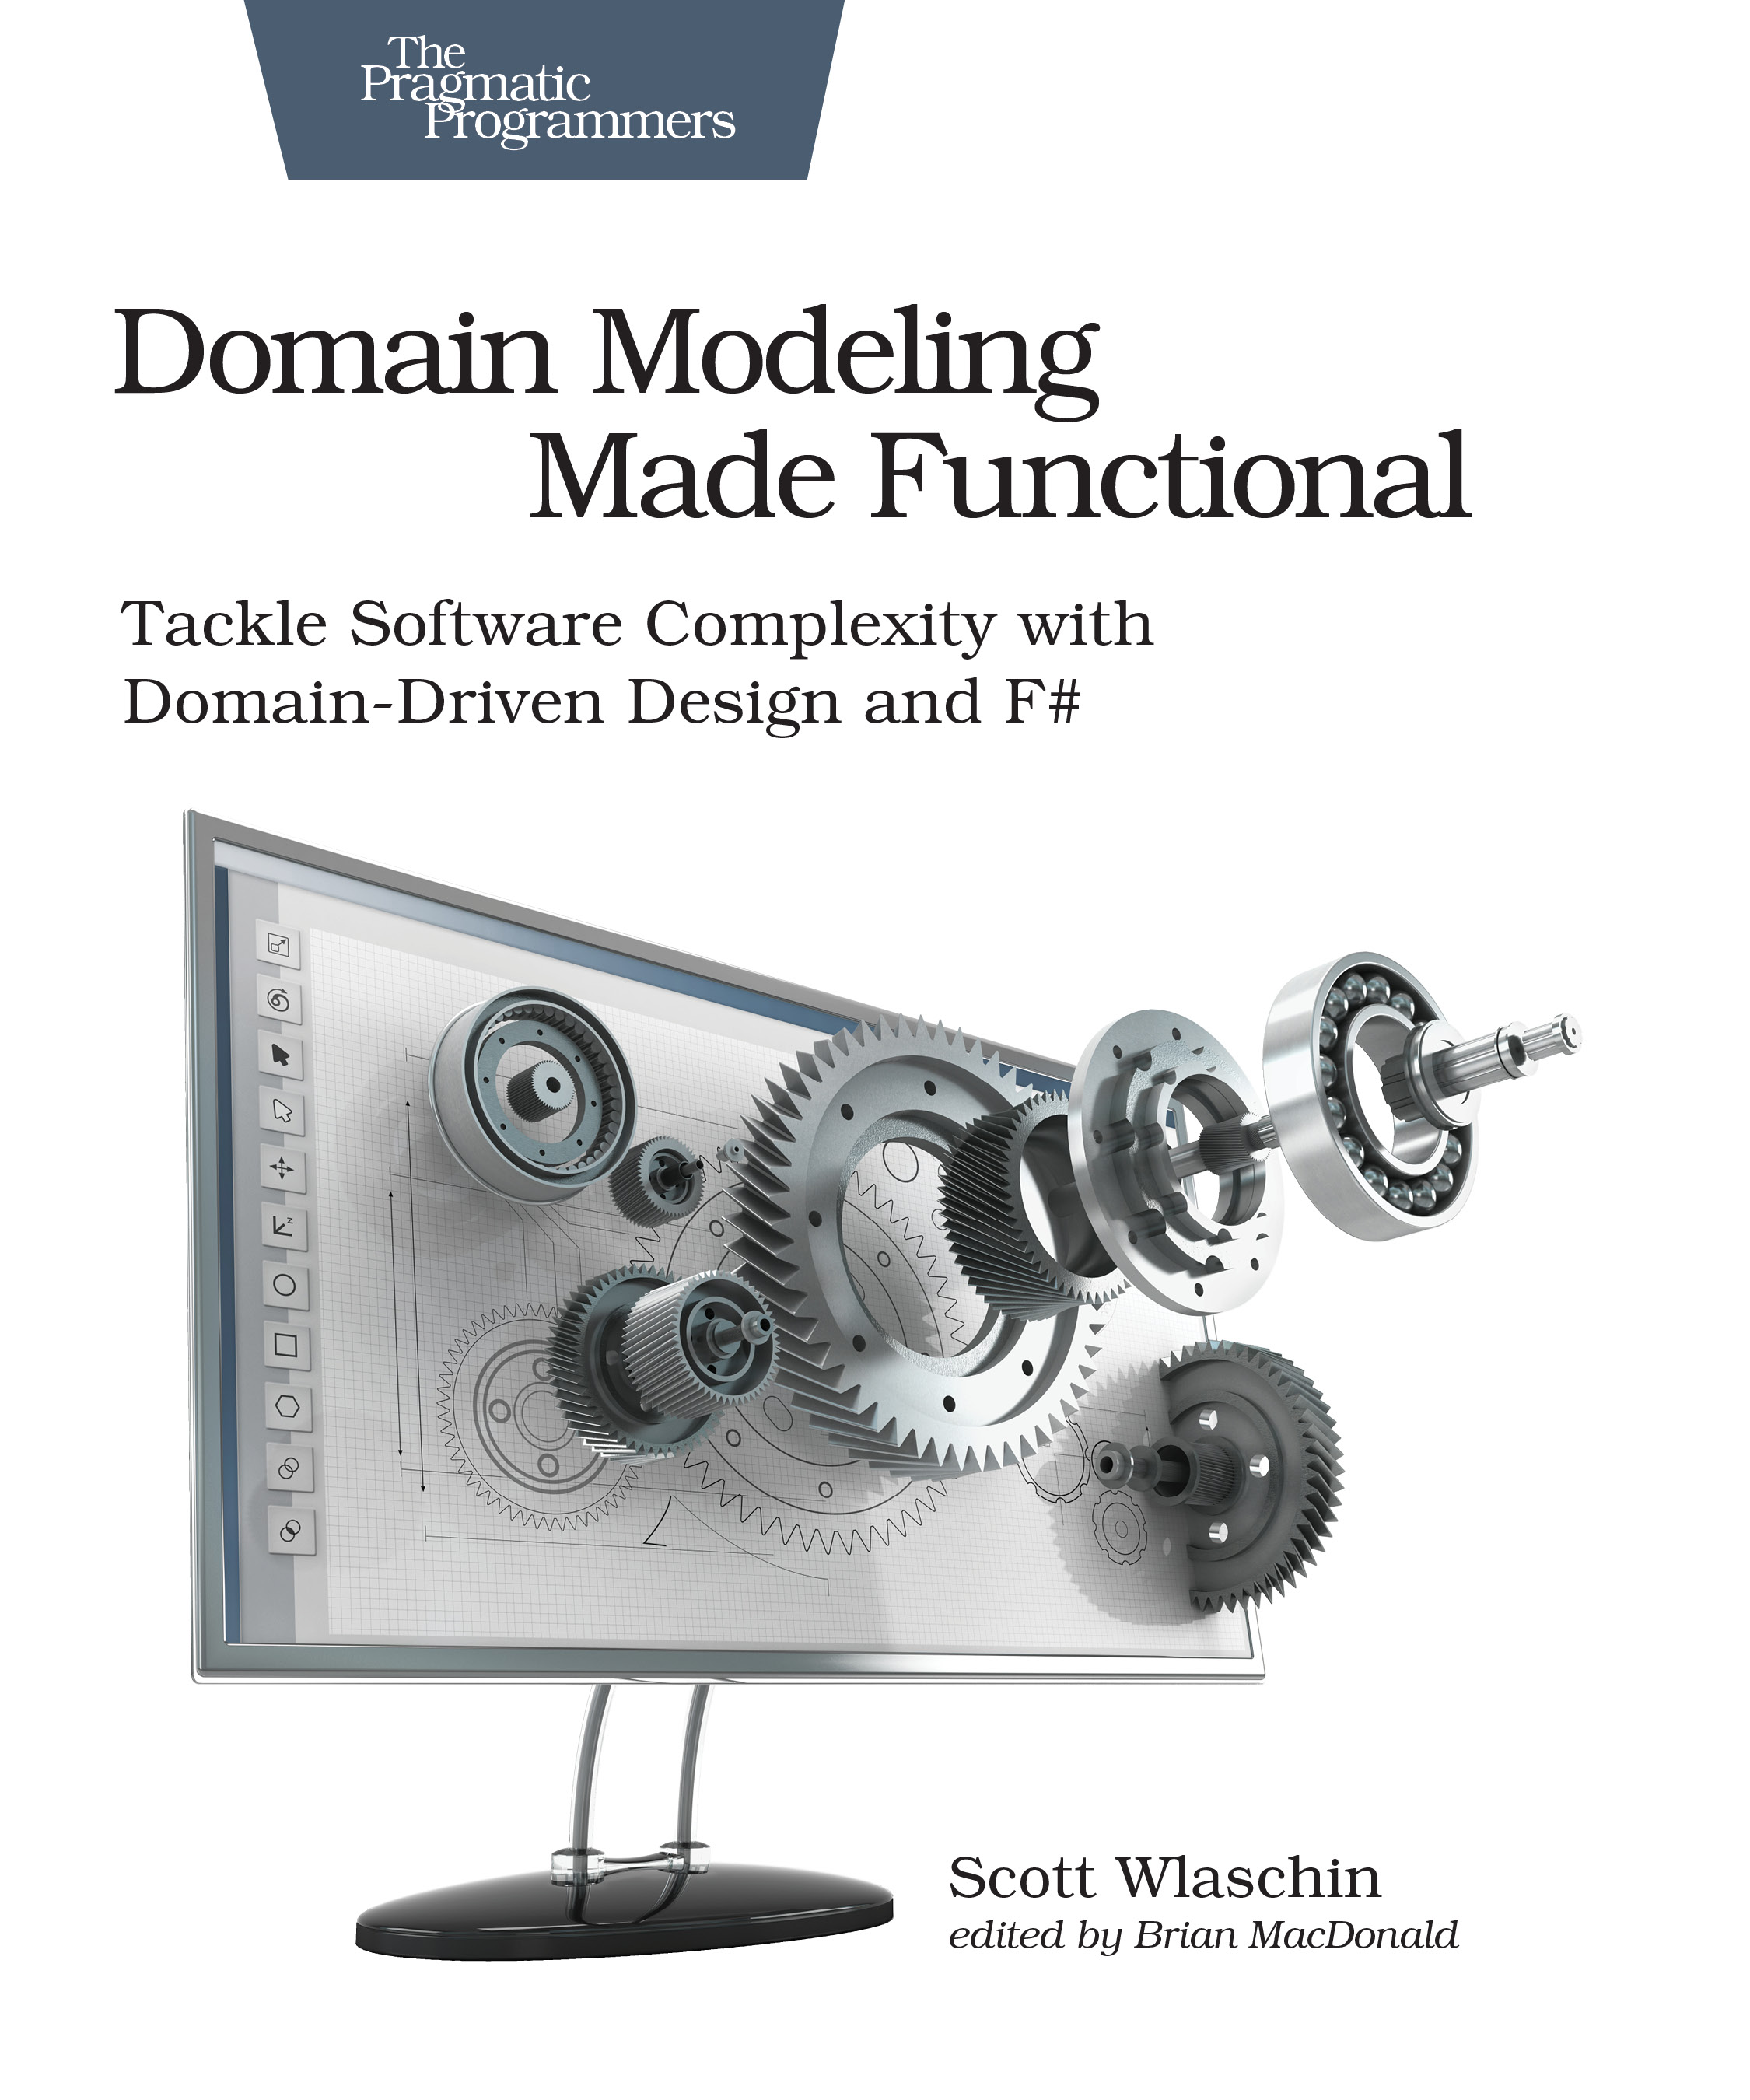 The
Pragmatic
Programmers
Domain Modeling
Made Functional
Tackle Software Complexity with
Domain-Driven Design and F#
Z
Scott Wlaschin
edited by Brian MacDonald